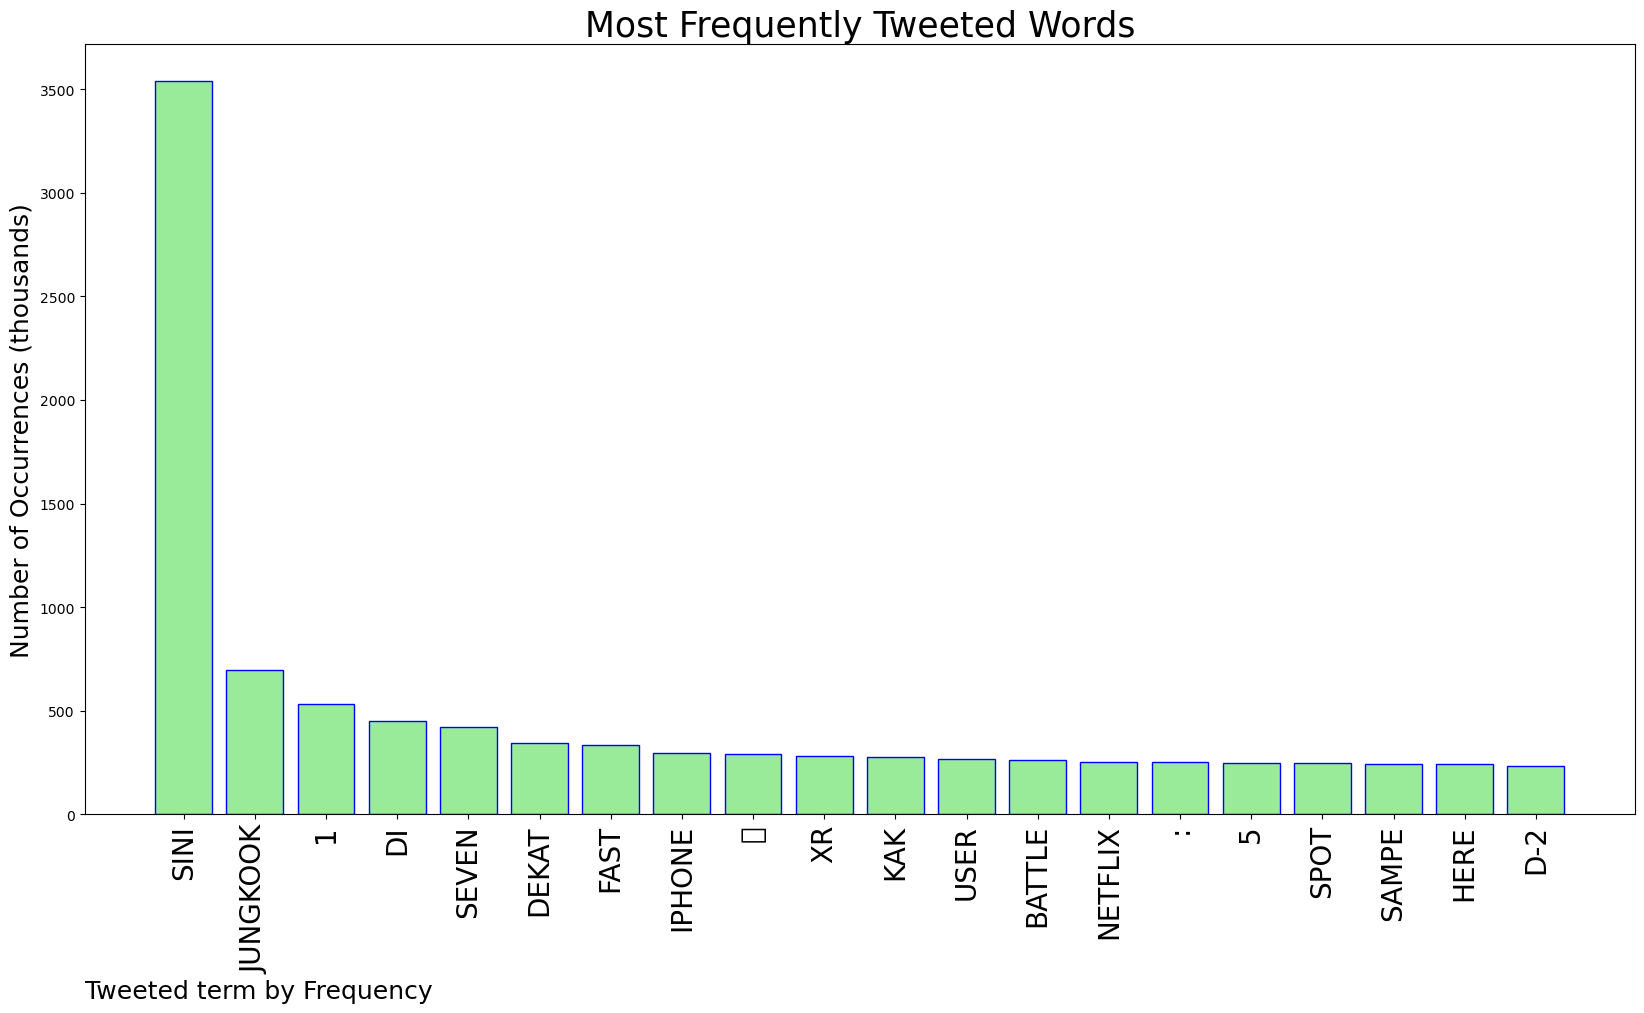 Most Frequently Tweeted Words
Number of Occurrences (thousands)
3500
3000
2500
2000
1500
1000
500
0
SINI
JUNGKOOK
1
DI
SEVEN
DEKAT
FAST
IPHONE
XR
KAK
USER
BATTLE
NETFLIX
:
5
SPOT
SAMPE
HERE
D-2
Tweeted term by Frequency